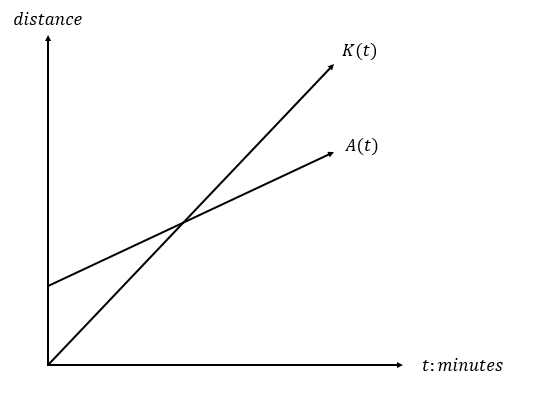 distance
K(t)
A(t)
t: minutes